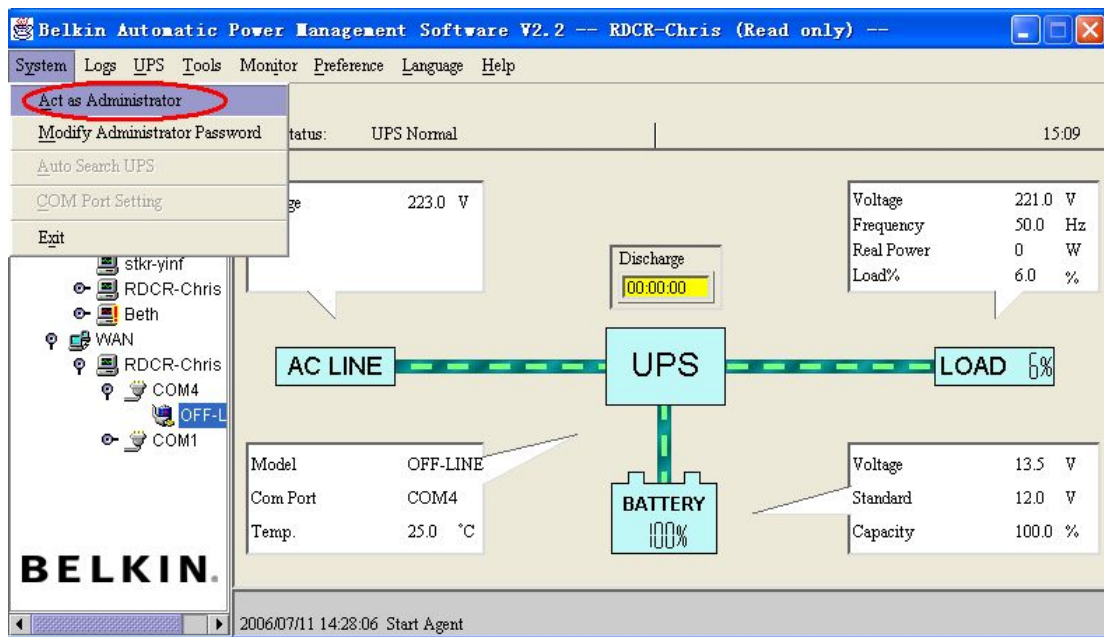 Belkin Automatic Power Management Software V2.2 -- RDCR-Chris (Read only) --
System Logs UPS Tools Monitor Preference Language Help
Act as Administrator
Modify Administrator Password
Auto Search UPS
COM Port Setting
Exit
tatus: UPS Normal
15:09
ge 223.0 V
Voltage 221.0 V
Frequency 50.0 Hz
Real Power 0 W
Load% 6.0 %
Discharge
00:00:00
stkr-yinf
RDCR-Chris
Beth
WAN
RDCR-Chris
COM4
OFF-L
COM1
AC LINE
UPS
LOAD 6%
BATTERY
100%
Model OFF-LINE
Com Port COM4
Temp. 25.0 °C
Voltage 13.5 V
Standard 12.0 V
Capacity 100.0 %
BELKIN.
2006/07/11 14:28:06 Start Agent